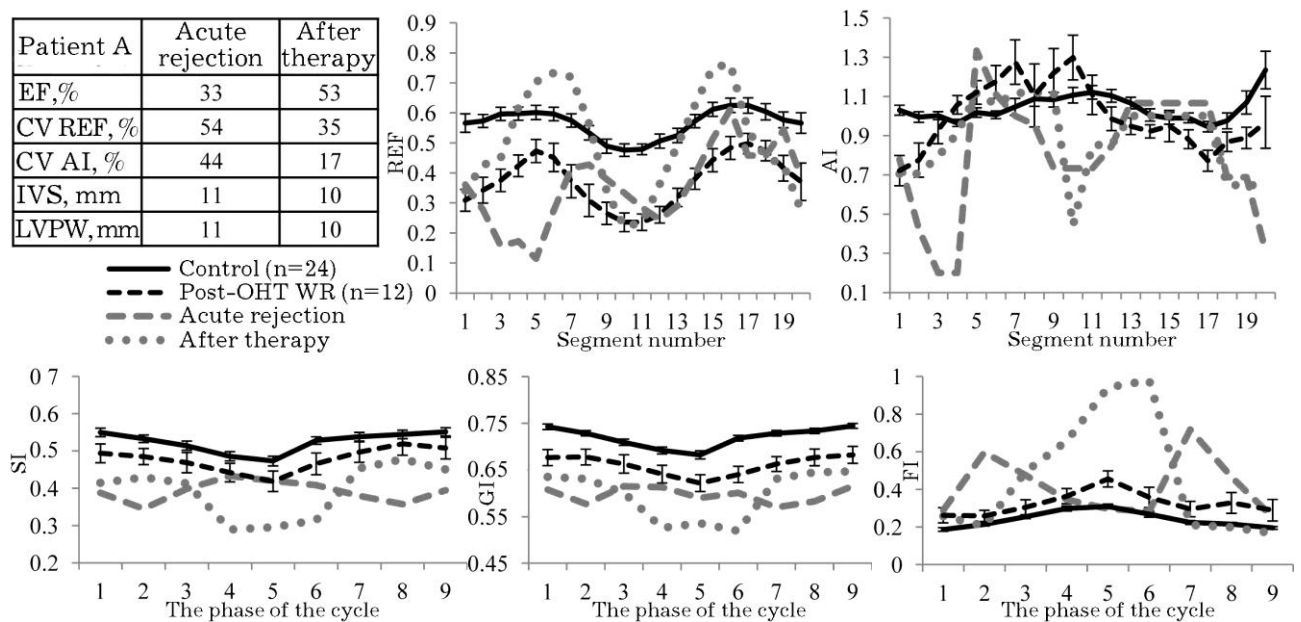 Patient A Acute rejection After therapy
EF,% 33 53
CV REF, % 54 35
CV AI, % 44 17
IVS, mm 11 10
LVPW, mm 11 10
Control (n=24)
Post-OHT WR (n=12)
Acute rejection
After therapy
REF
0.9
0.8
0.7
0.6
0.5
0.4
0.3
0.2
0.1
0
1 3 5 7 9 11 13 15 17 19
Segment number
AI
1.5
1.3
1.1
0.9
0.7
0.5
0.3
0.1
1 3 5 7 9 11 13 15 17 19
Segment number
SI
0 7
0.6
0.5
0.4
0.3
0.2
1 2 3 4 5 6 7 8 9
The phase of the cycle
GI
0.85
0.75
0.65
0.55
0.45
1 2 3 4 5 6 7 8 9
The phase of the cycle
FI
1
0.8
0.6
0.4
0.2
0
1 2 3 4 5 6 7 8 9
The phase of the cycle